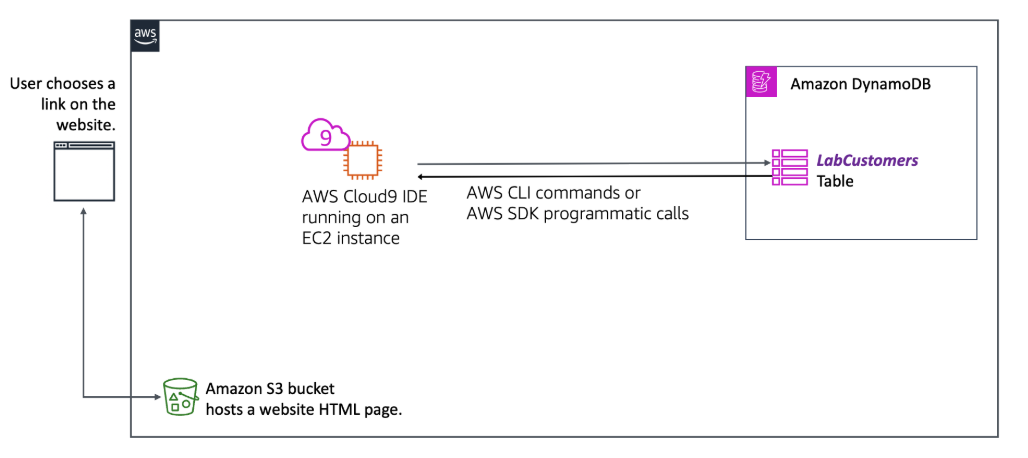 aws
User chooses a
link on the
website.
Amazon DynamoDB
9
LabCustomers
Table
AWS Cloud9 IDE
running on an
EC2 instance
AWS CLI commands or
AWS SDK programmatic calls
Amazon S3 bucket
hosts a website HTML page.